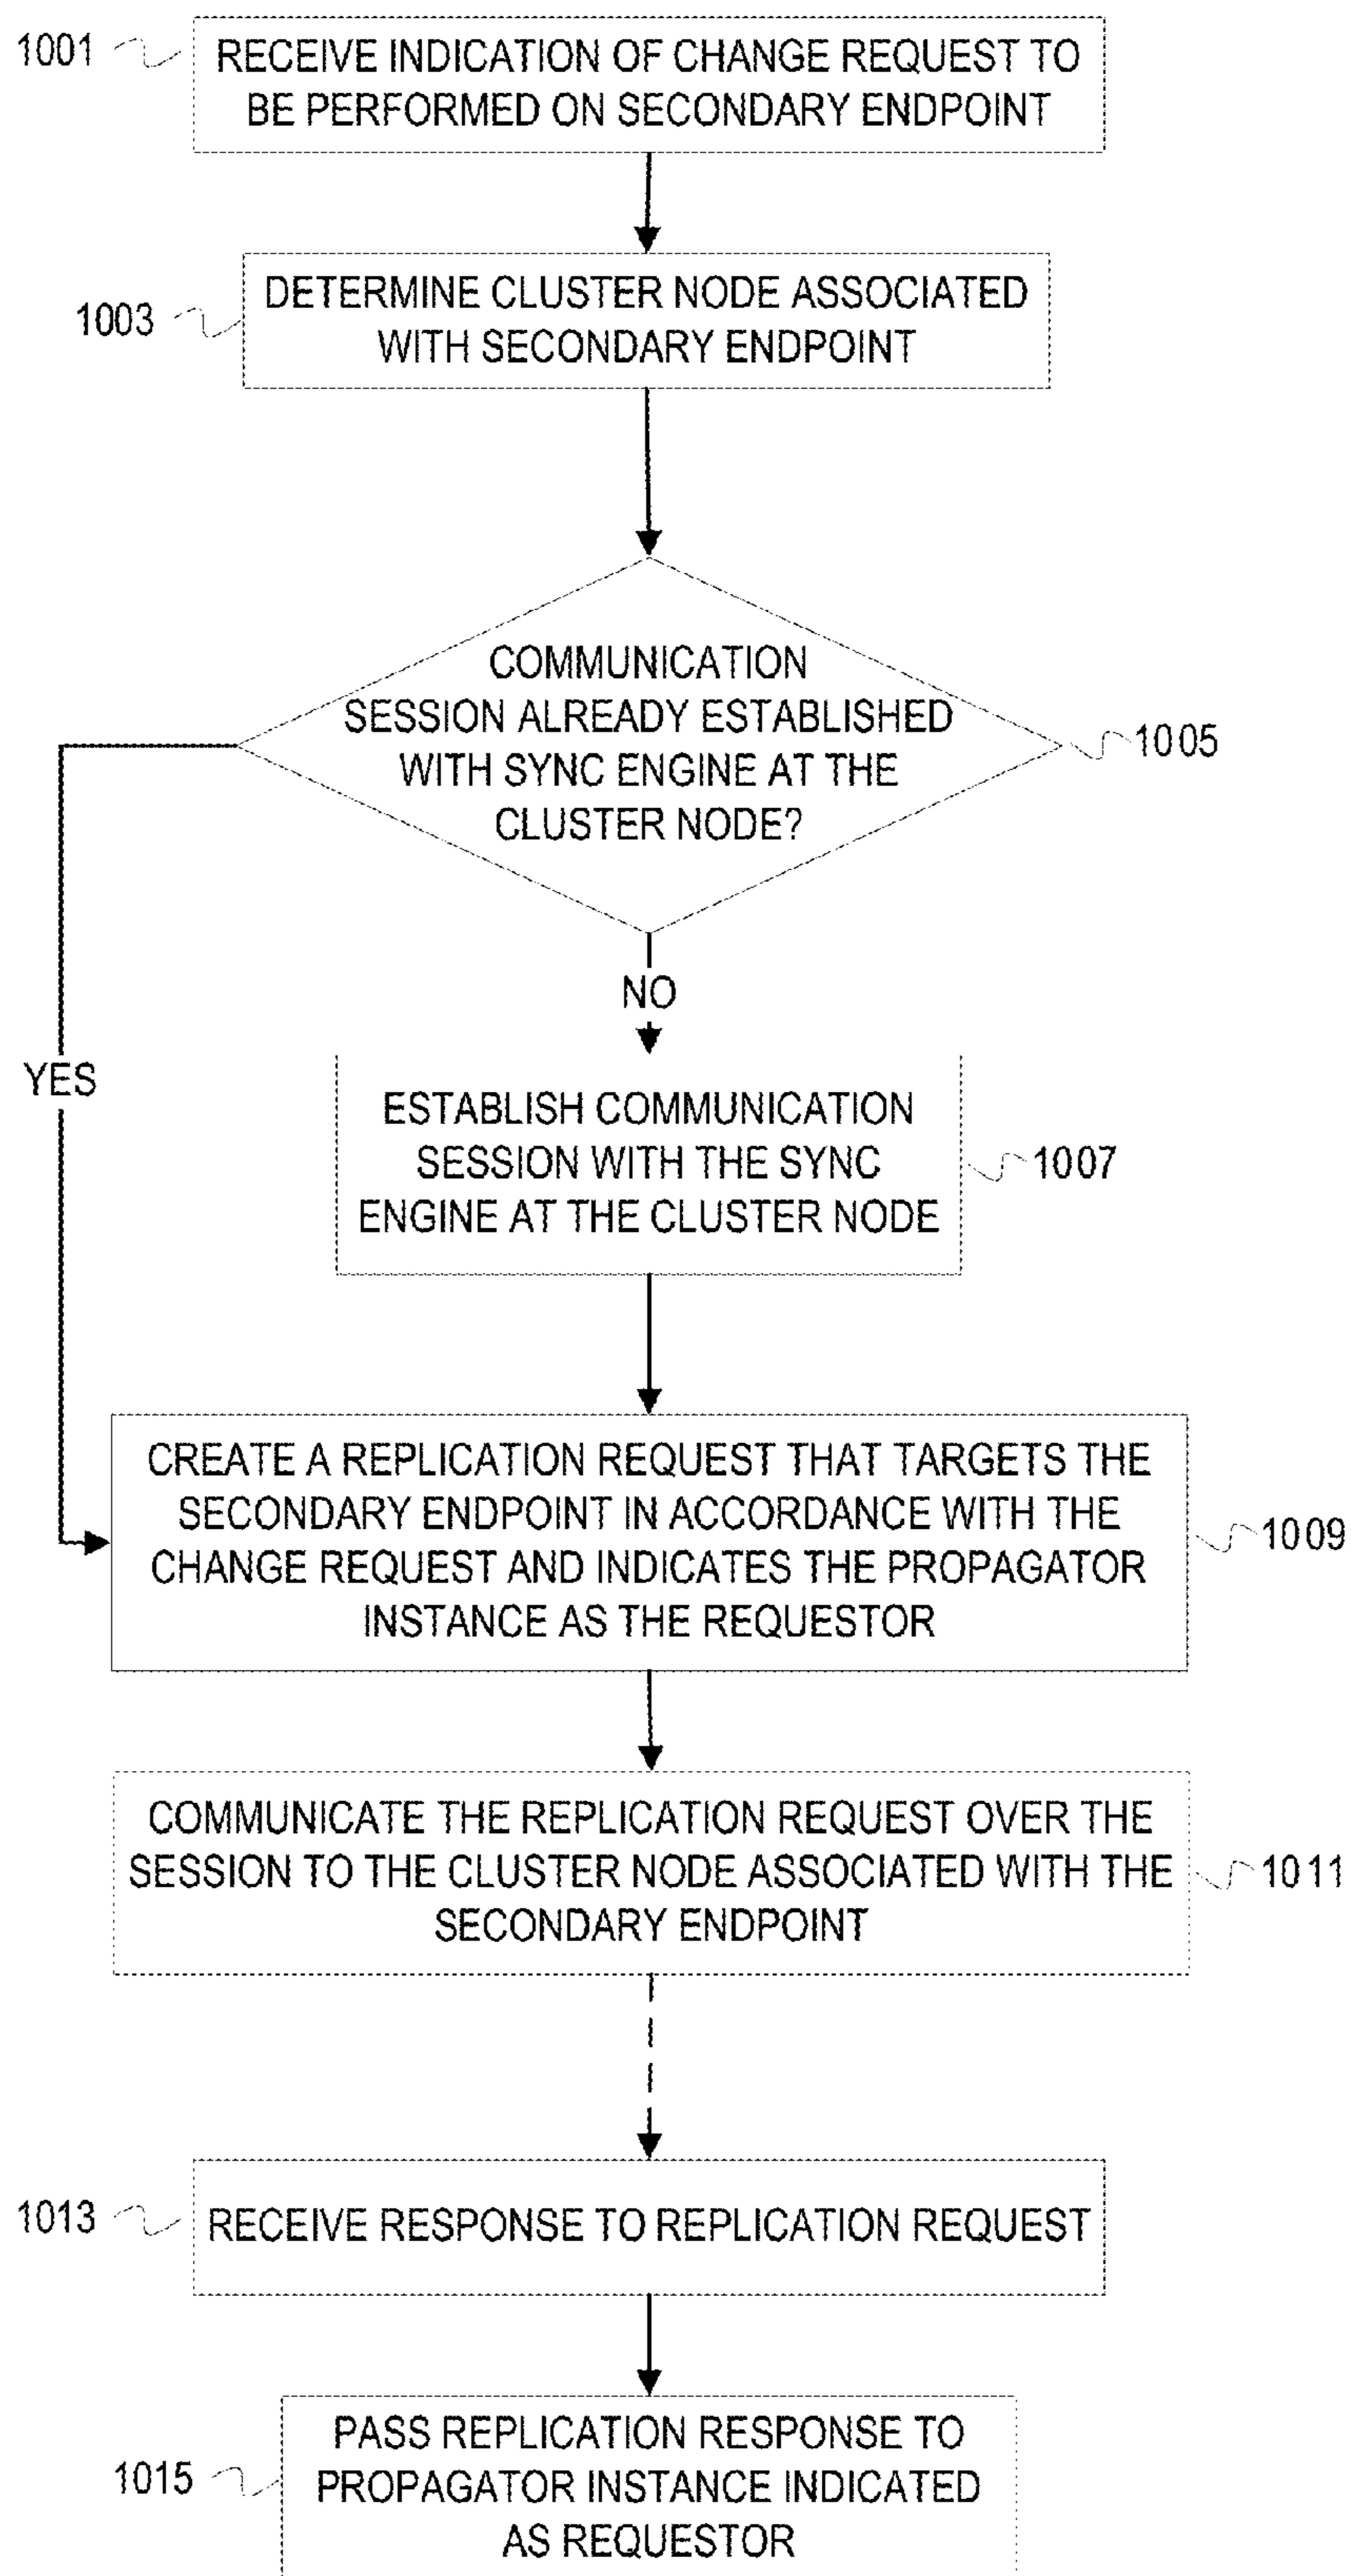 1001
RECEIVE INDICATION OF CHANGE REQUEST TO
BE PERFORMED ON SECONDARY ENDPOINT
1003
DETERMINE CLUSTER NODE ASSOCIATED
WITH SECONDARY ENDPOINT
COMMUNICATION
SESSION ALREADY ESTABLISHED
WITH SYNC ENGINE AT THE
CLUSTER NODE?
1005
NO
YES
ESTABLISH COMMUNICATION
SESSION WITH THE SYNC
ENGINE AT THE CLUSTER NODE
1007
CREATE A REPLICATION REQUEST THAT TARGETS THE
SECONDARY ENDPOINT IN ACCORDANCE WITH THE
CHANGE REQUEST AND INDICATES THE PROPAGATOR
INSTANCE AS THE REQUESTOR
1009
COMMUNICATE THE REPLICATION REQUEST OVER THE
SESSION TO THE CLUSTER NODE ASSOCIATED WITH THE
SECONDARY ENDPOINT
1011
1013
RECEIVE RESPONSE TO REPLICATION REQUEST
1015
PASS REPLICATION RESPONSE TO
PROPAGATOR INSTANCE INDICATED
AS REQUESTOR